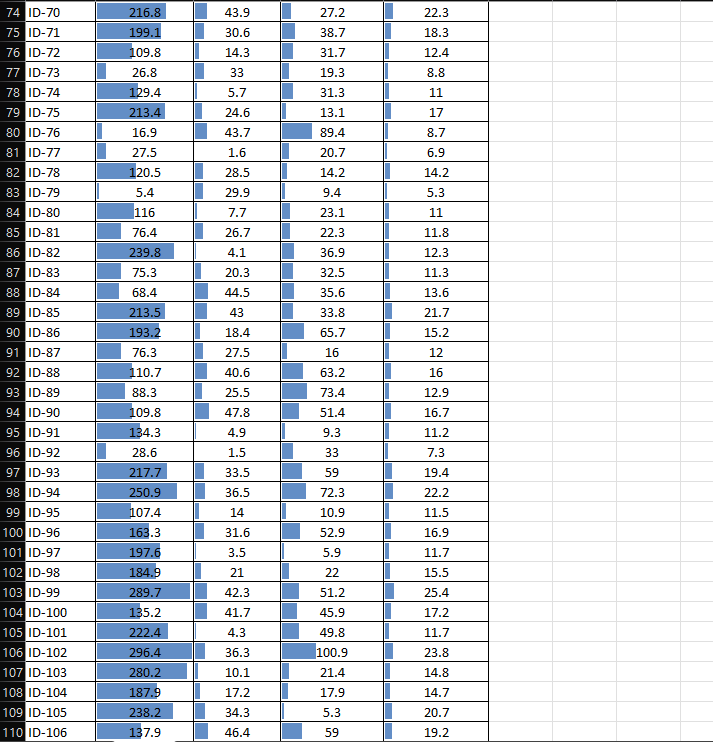 74 ID-70 216.8 43.9 27.2 22.3
75 ID-71 199.1 30.6 38.7 18.3
76 ID-72 109.8 14.3 31.7 12.4
77 ID-73 26.8 33 19.3 8.8
78 ID-74 129.4 5.7 31.3 11
79 ID-75 213.4 24.6 13.1 17
80 ID-76 16.9 43.7 89.4 8.7
81 ID-77 27.5 1.6 20.7 6.9
82 ID-78 120.5 28.5 14.2 14.2
83 ID-79 5.4 29.9 9.4 5.3
84 ID-80 116 7.7 23.1 11
85 ID-81 76.4 26.7 22.3 11.8
86 ID-82 239.8 4.1 36.9 12.3
87 ID-83 75.3 20.3 32.5 11.3
88 ID-84 68.4 44.5 35.6 13.6
89 ID-85 213.5 43 33.8 21.7
90 ID-86 193.2 18.4 65.7 15.2
91 ID-87 76.3 27.5 16 12
92 ID-88 110.7 40.6 63.2 16
93 ID-89 88.3 25.5 73.4 12.9
94 ID-90 109.8 47.8 51.4 16.7
95 ID-91 134.3 4.9 9.3 11.2
96 ID-92 28.6 1.5 33 7.3
97 ID-93 217.7 33.5 59 19.4
98 ID-94 250.9 36.5 72.3 22.2
99 ID-95 107.4 14 10.9 11.5
100 ID-96 163.3 31.6 52.9 16.9
101 ID-97 197.6 3.5 5.9 11.7
102 ID-98 184.9 21 22 15.5
103 ID-99 289.7 42.3 51.2 25.4
104 ID-100 135.2 41.7 45.9 17.2
105 ID-101 222.4 4.3 49.8 11.7
106 ID-102 296.4 36.3 100.9 23.8
107 ID-103 280.2 10.1 21.4 14.8
108 ID-104 187.9 17.2 17.9 14.7
109 ID-105 238.2 34.3 5.3 20.7
110 ID-106 137.9 46.4 59 19.2